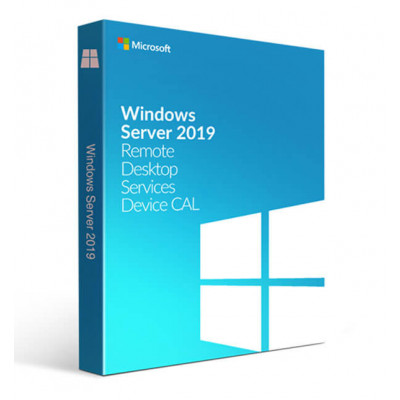 Microsoft
Windows
Server 2019
Remote
Desktop
Services
Device CAL
Windows Server 2019